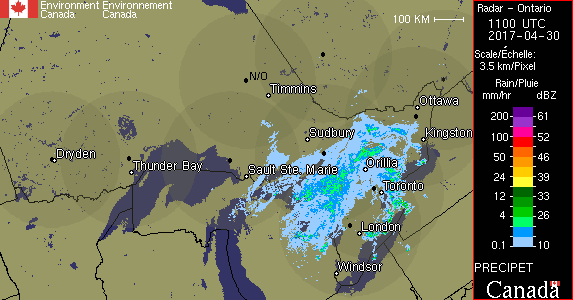 Environment Environnement
Canada Canada
100 KM
N/O
Timmins
Ottawa
Sudbury
Kingston
Dryden
Thunder Bay
Sault Ste. Marie
Orillia
Toronto
London
Windsor
Radar - Ontario
1100 UTC
2017-04-30
Scale/Échelle:
3.5 km/Pixel
Rain/Pluie
mm/hr dBZ
200 61
100 52
50 46
24 39
12 33
4 26
0.1 10
PRECIPET
Canada